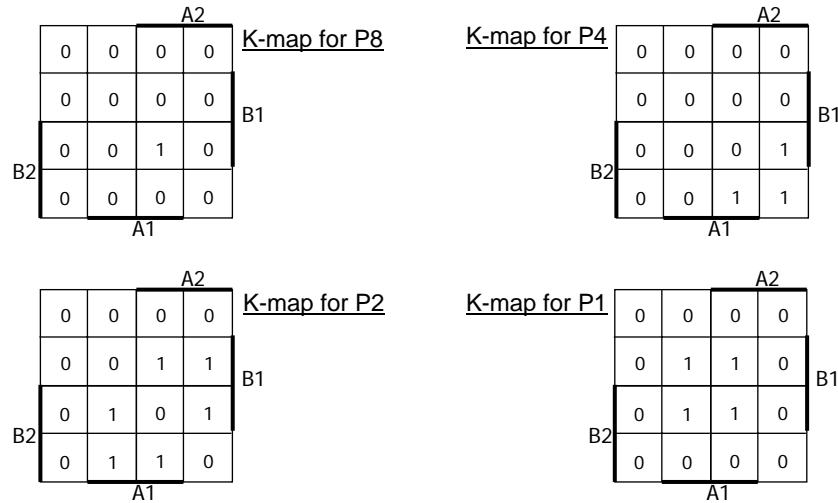 A2
K-map for P8
0 0 0 0
0 0 0 0
B1
0 0 1 0
B2
0 0 0 0
A1
A2
K-map for P4
0 0 0 0
0 0 0 0
B1
0 0 0 1
B2
0 0 1 1
A1
A2
K-map for P2
0 0 0 0
0 0 1 1
B1
0 1 0 1
B2
0 1 1 0
A1
A2
K-map for P1
0 0 0 0
0 1 1 0
B1
0 1 1 0
B2
0 0 0 0
A1